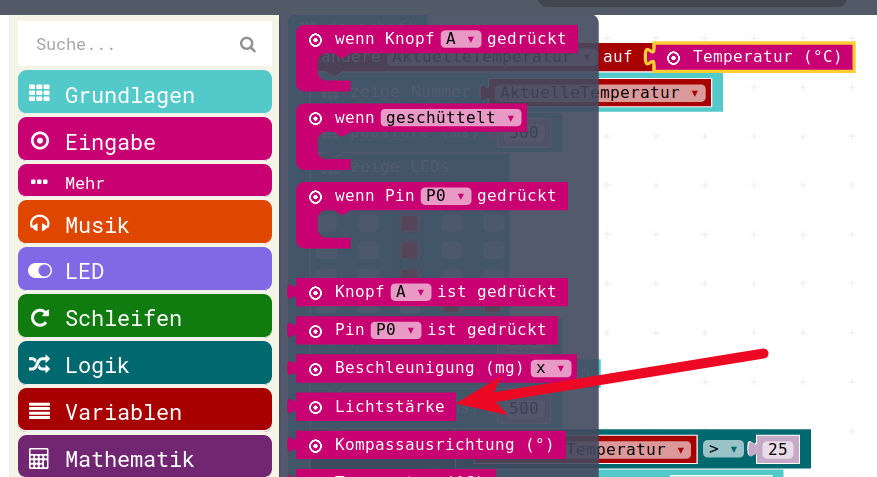 Suche...
Grundlagen
Eingabe
Mehr
Musik
LED
Schleifen
Logik
Variablen
Mathematik
wenn Knopf A gedrückt
wenn geschüttelt
wenn Pin P0 gedrückt
Knopf A ist gedrückt
Pin P0 ist gedrückt
Beschleunigung (mg) x
Lichtstärke
Kompassausrichtung (°)
ändere AktuelleTemperatur auf Temperatur (°C)
zeige Nummer AktuelleTemperatur
pausiere (ms) 500
zeige LEDs
500
Temperatur > 25